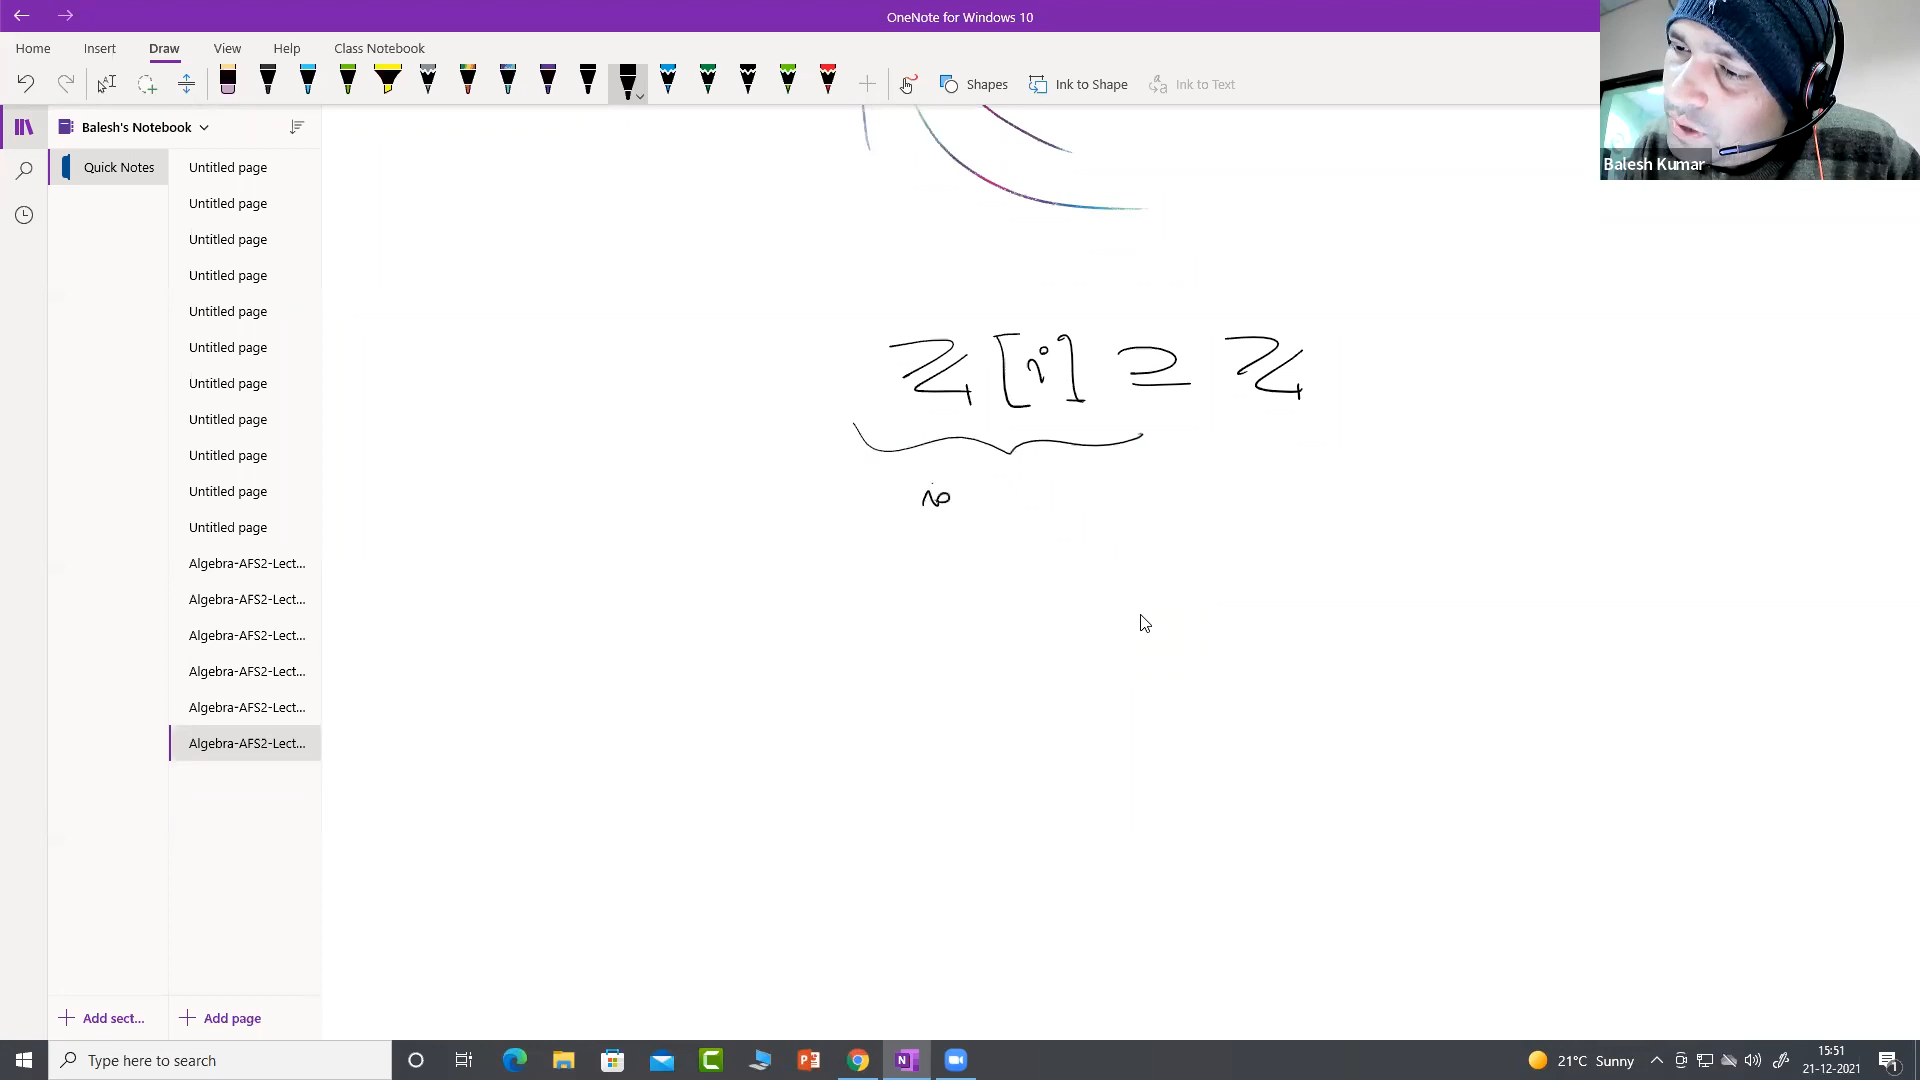 OneNote for Windows 10
Home Insert Draw View Help Class Notebook
Shapes Ink to Shape Ink to Text
Balesh Kumar
Balesh's Notebook
Quick Notes
Untitled page
Untitled page
Untitled page
Untitled page
Untitled page
Untitled page
Untitled page
Untitled page
Untitled page
Untitled page
Untitled page
Algebra-AFS2-Lect...
Algebra-AFS2-Lect...
Algebra-AFS2-Lect...
Algebra-AFS2-Lect...
Algebra-AFS2-Lect...
Algebra-AFS2-Lect...
ℤ[i] ⊇ ℤ
is
Add sect... Add page
Type here to search
21°C Sunny
15:51
21-12-2021